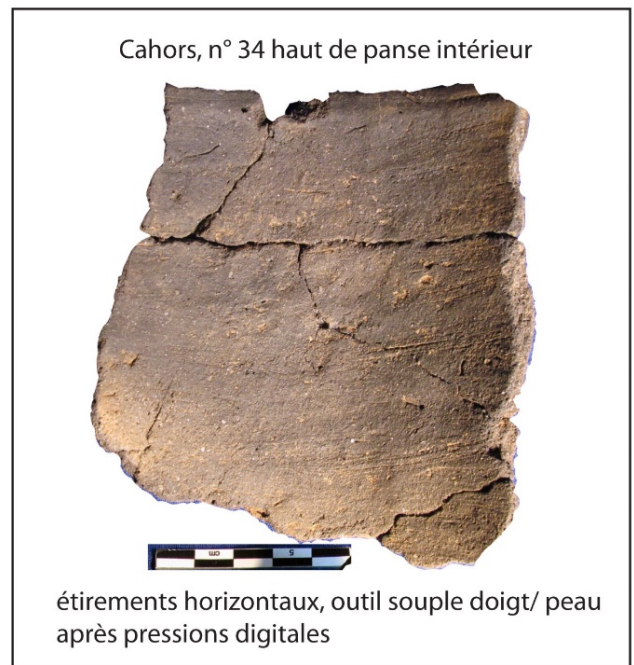 Cahors, n° 34 haut de panse intérieur
cm 5
étirements horizontaux, outil souple doigt/ peau
après pressions digitales